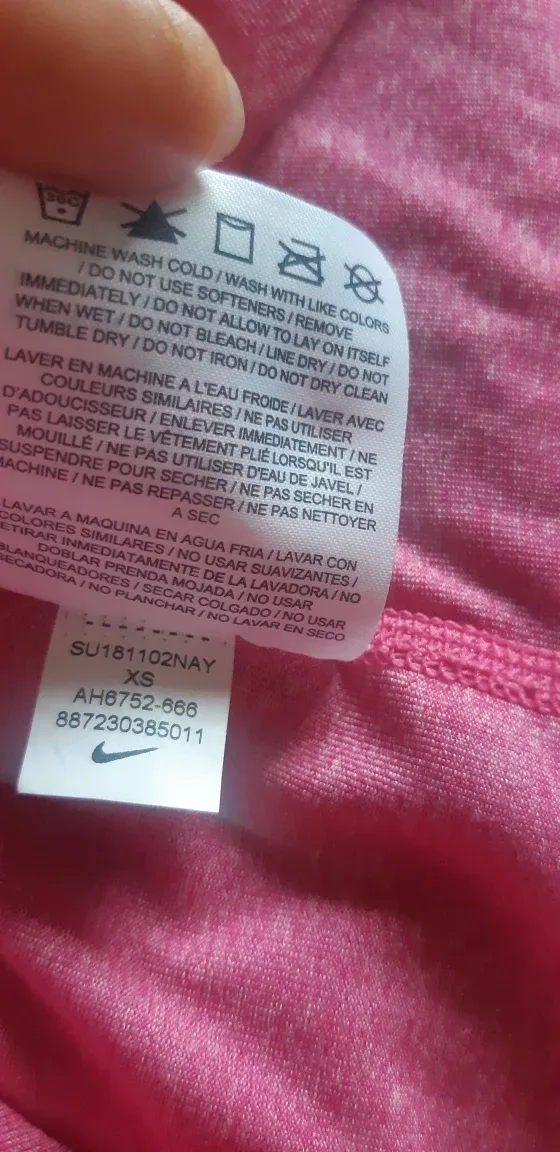 30C
MACHINE WASH COLD / WASH WITH LIKE COLORS
/ DO NOT USE SOFTENERS / REMOVE
IMMEDIATELY / DO NOT ALLOW TO LAY ON ITSELF
WHEN WET / DO NOT BLEACH / LINE DRY / DO NOT
TUMBLE DRY / DO NOT IRON / DO NOT DRY CLEAN
LAVER EN MACHINE A L'EAU FROIDE / LAVER AVEC
COULEURS SIMILAIRES / NE PAS UTILISER
D'ADOUCISSEUR / ENLEVER IMMEDIATEMENT / NE
PAS LAISSER LE VÊTEMENT PLIÉ LORSQU'IL EST
MOUILLÉ / NE PAS UTILISER D'EAU DE JAVEL /
SUSPENDRE POUR SECHER / NE PAS SECHER EN
MACHINE / NE PAS REPASSER / NE PAS NETTOYER
A SEC
LAVAR A MAQUINA EN AGUA FRIA / LAVAR CON
COLORES SIMILARES / NO USAR SUAVIZANTES /
RETIRAR INMEDIATAMENTE DE LA LAVADORA / NO
DOBLAR PRENDA MOJADA / NO USAR
BLANQUEADORES / SECAR COLGADO / NO USAR
SECADORA / NO PLANCHAR / NO LAVAR EN SECO
SU181102NAY
XS
AH6752-666
887230385011